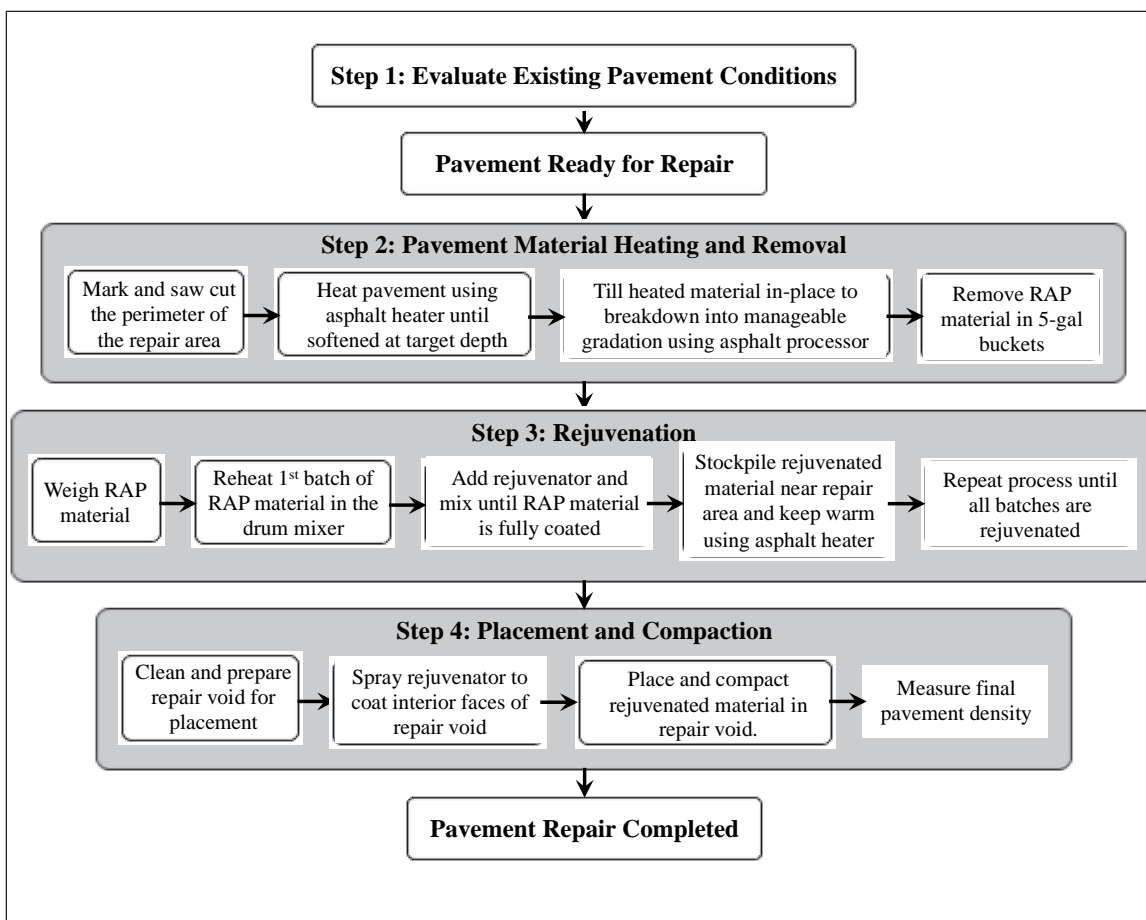 Step 1: Evaluate Existing Pavement Conditions
Pavement Ready for Repair
Step 2: Pavement Material Heating and Removal
Mark and saw cut
the perimeter of
the repair area
Heat pavement using
asphalt heater until
softened at target depth
Till heated material in-place to
breakdown into manageable
gradation using asphalt processor
Remove RAP
material in 5-gal
buckets
Step 3: Rejuvenation
Weigh RAP
material
Reheat 1st batch of
RAP material in the
drum mixer
Add rejuvenator and
mix until RAP material
is fully coated
Stockpile rejuvenated
material near repair
area and keep warm
using asphalt heater
Repeat process until
all batches are
rejuvenated
Step 4: Placement and Compaction
Clean and prepare
repair void for
placement
Spray rejuvenator to
coat interior faces of
repair void
Place and compact
rejuvenated material in
repair void.
Measure final
pavement density
Pavement Repair Completed